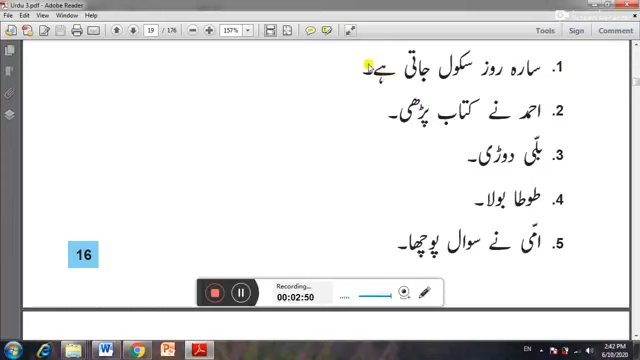 Urdu 3.pdf - Adobe Reader
File Edit View Window Help
19 / 176 157% Tools Sign Comment
1. سارہ روز سکول جاتی ہے۔
2. احمد نے کتاب پڑھی۔
3. بلّی دوڑی۔
4. طوطا بولا۔
5. امّی نے سوال پوچھا۔
16
Recording...
00:02:50
EN 2:42 PM
6/10/2020